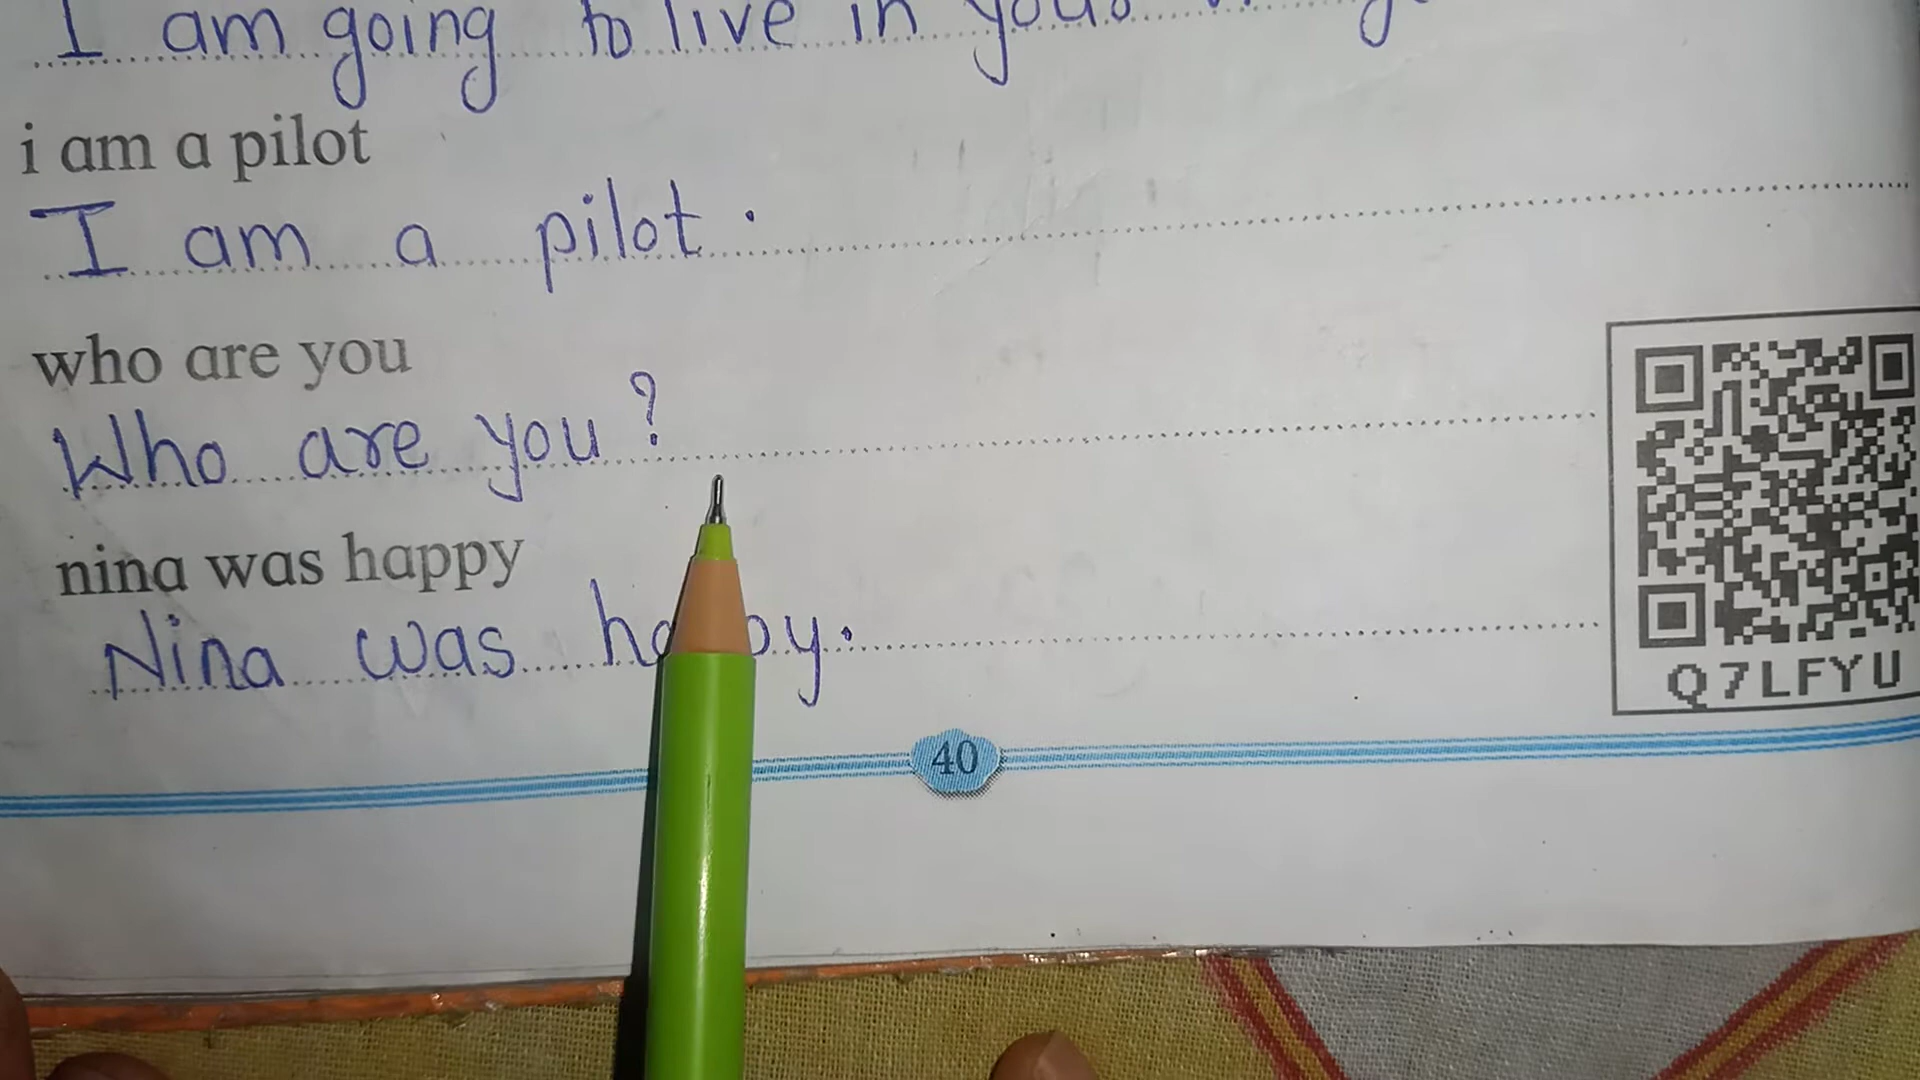 I am going to live in your
i am a pilot
I am a pilot.
who are you
Who are you?
nina was happy
Nina was happy.
Q7LFYU
40